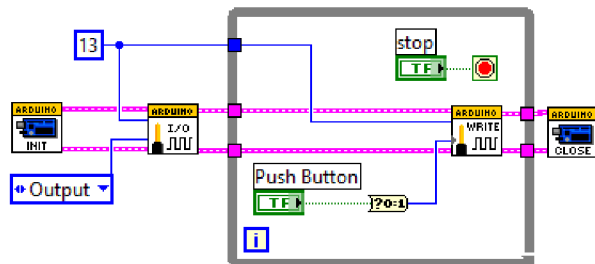 13
stop
TF
ARDUINO
INIT
ARDUINO
I/O
ARDUINO
WRITE
ARDUINO
CLOSE
Output
Push Button
TF
?0:1
i